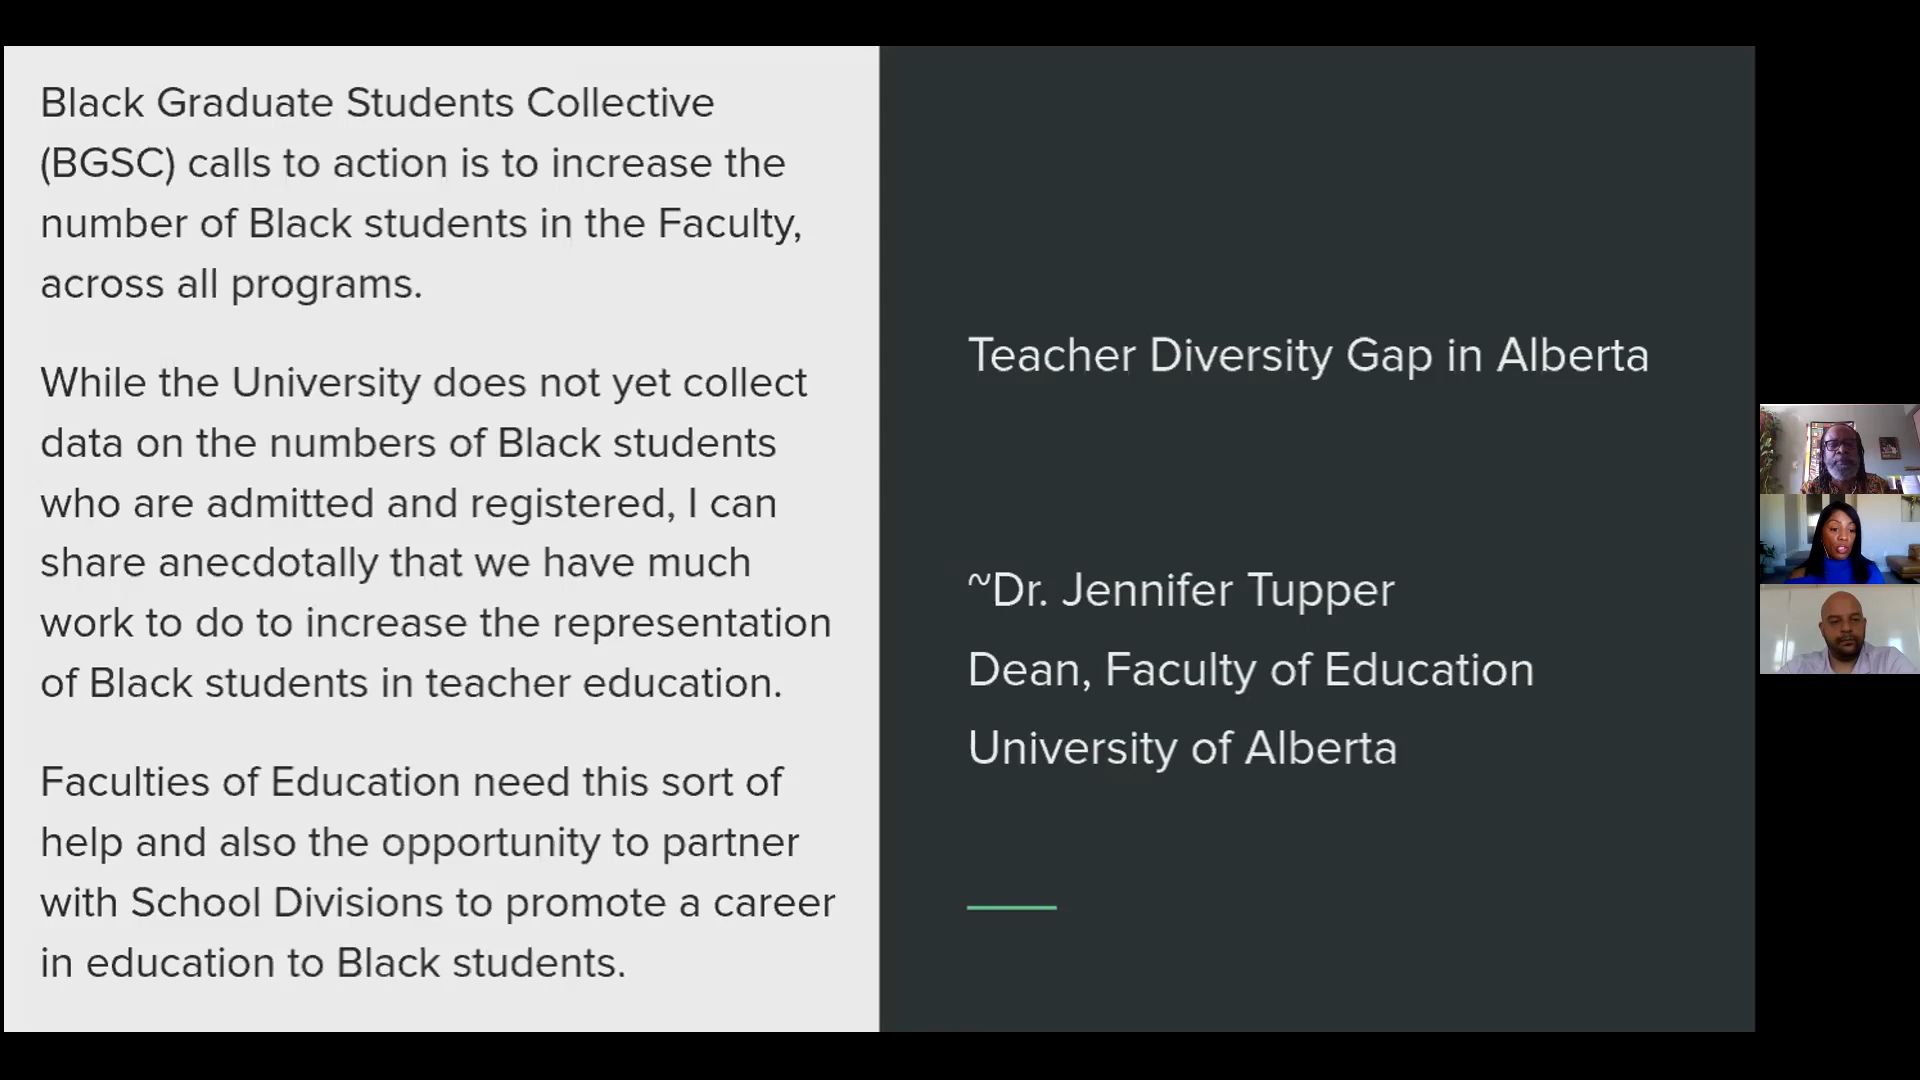 Black Graduate Students Collective
(BGSC) calls to action is to increase the
number of Black students in the Faculty,
across all programs.
While the University does not yet collect
data on the numbers of Black students
who are admitted and registered, I can
share anecdotally that we have much
work to do to increase the representation
of Black students in teacher education.
Faculties of Education need this sort of
help and also the opportunity to partner
with School Divisions to promote a career
in education to Black students.
Teacher Diversity Gap in Alberta
~Dr. Jennifer Tupper
Dean, Faculty of Education
University of Alberta